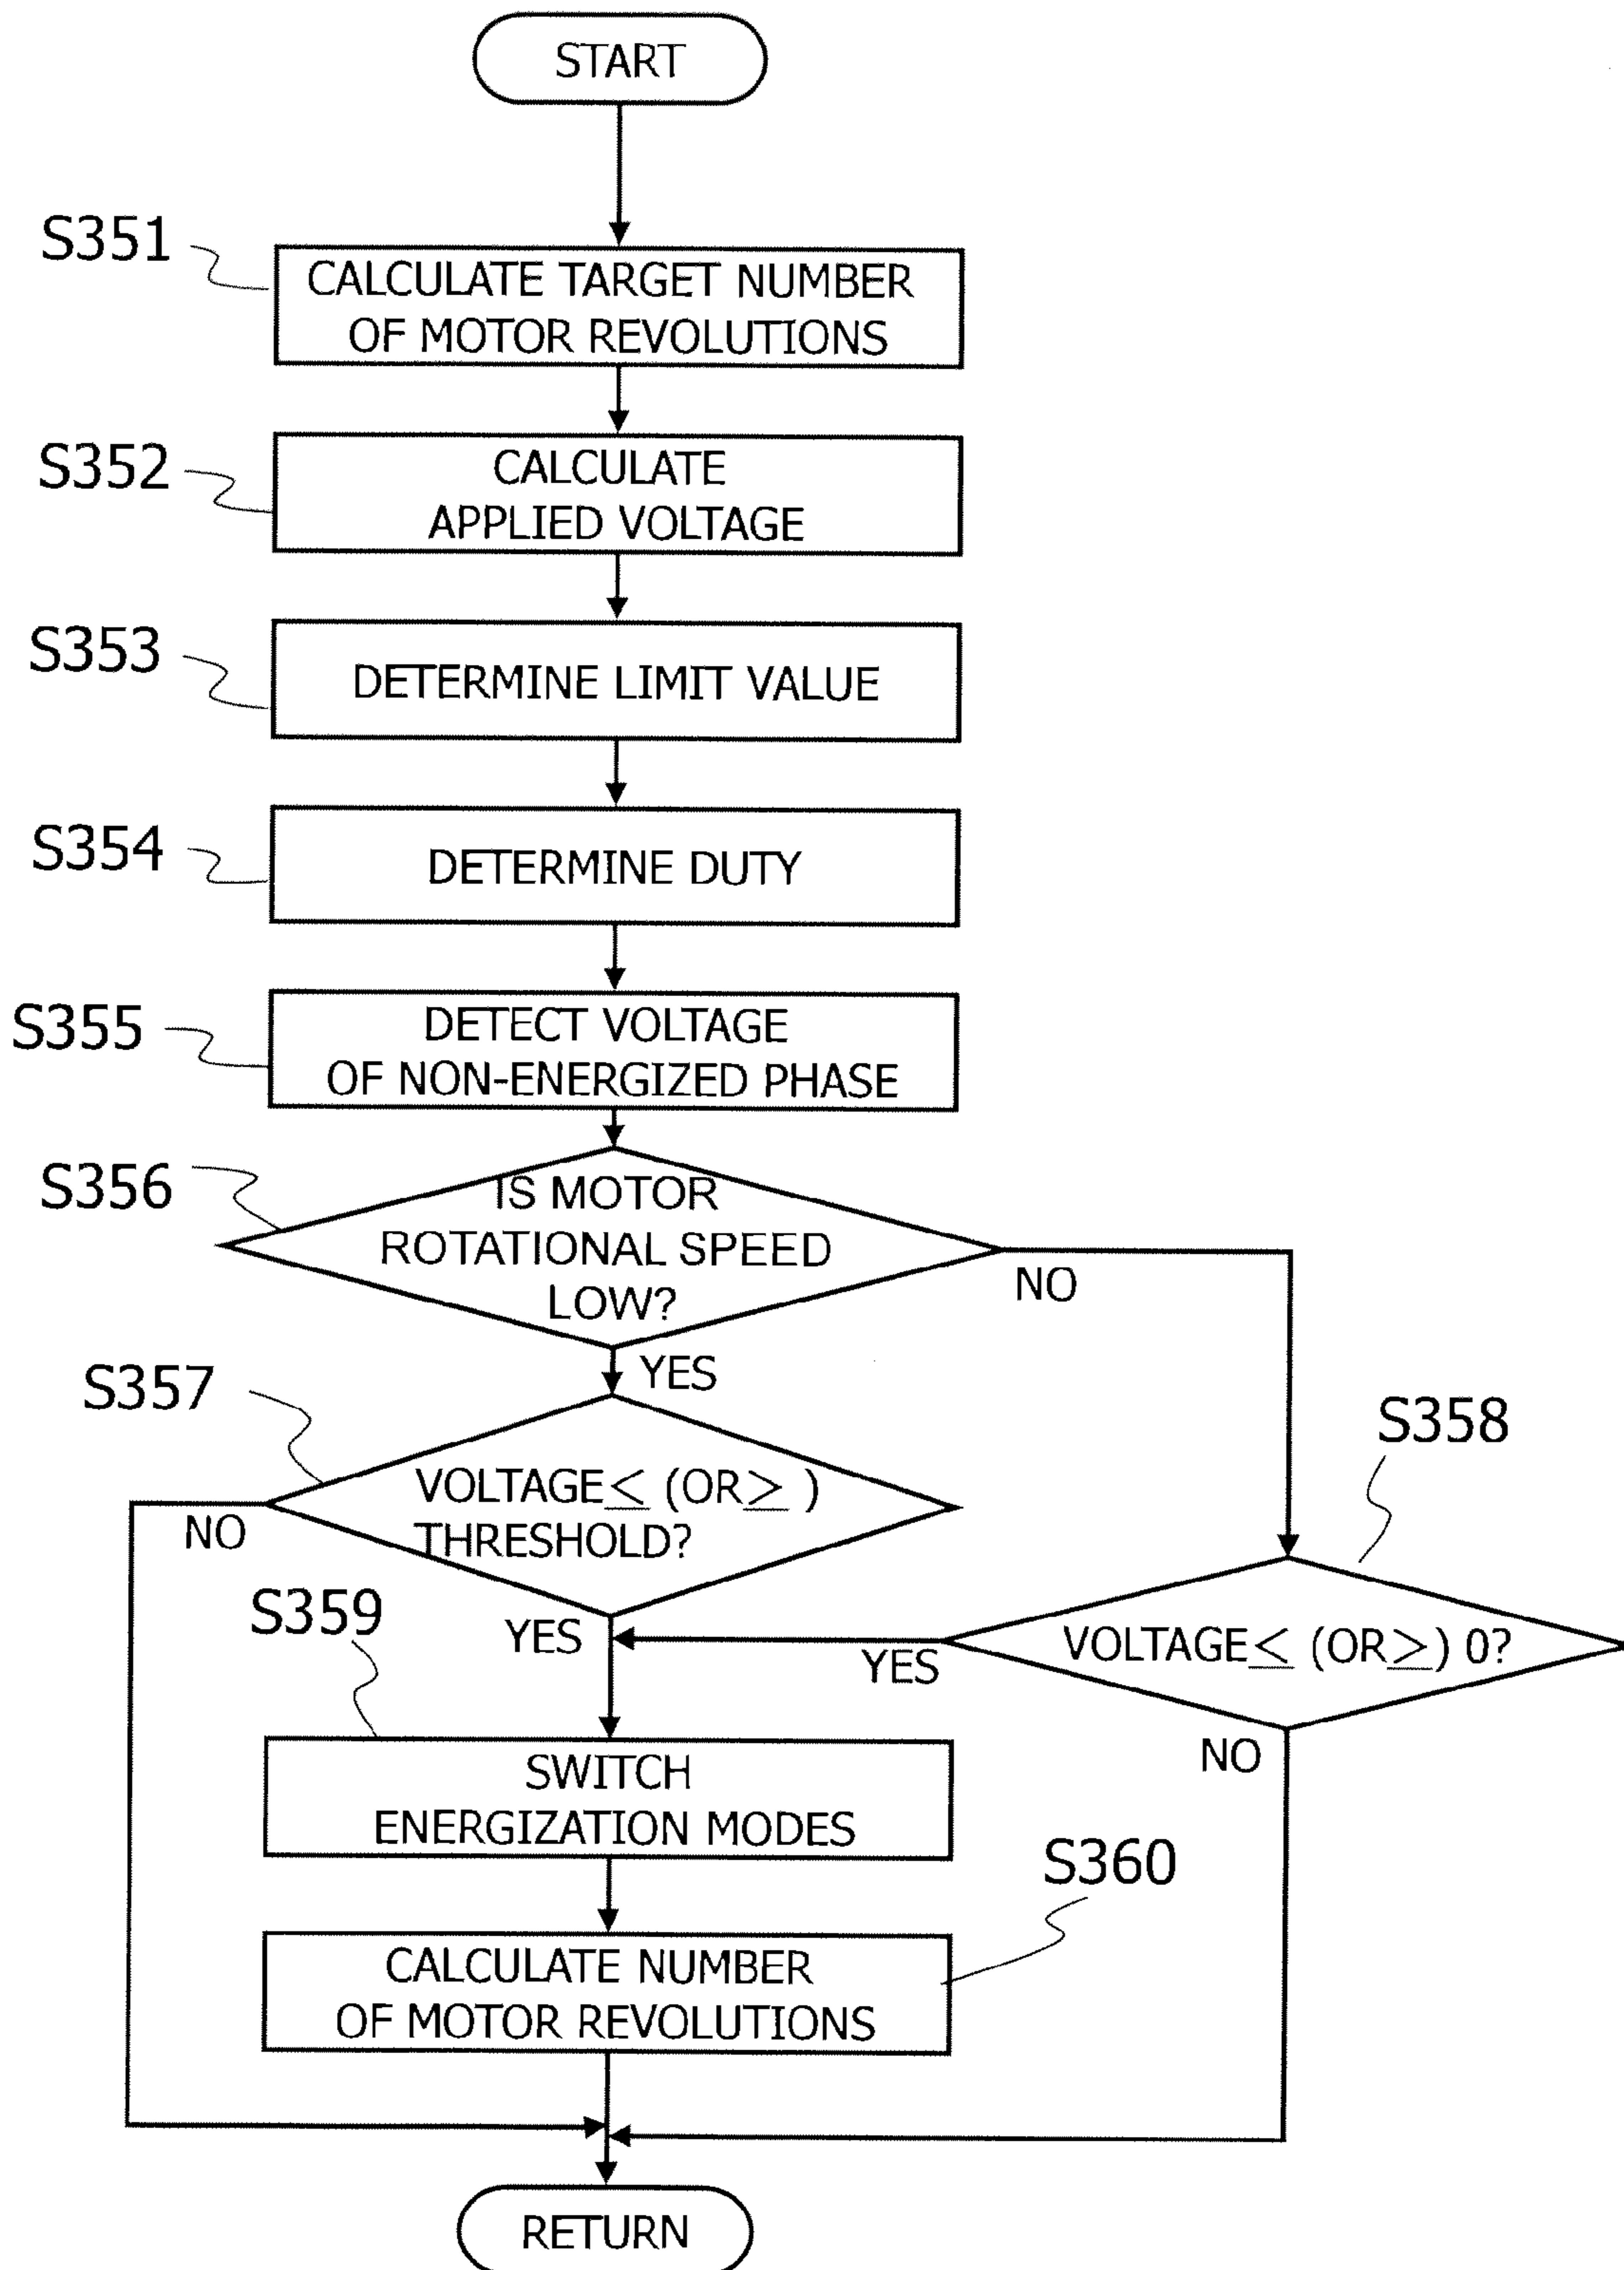 START
S351
CALCULATE TARGET NUMBER
OF MOTOR REVOLUTIONS
S352
CALCULATE
APPLIED VOLTAGE
S353
DETERMINE LIMIT VALUE
S354
DETERMINE DUTY
S355
DETECT VOLTAGE
OF NON-ENERGIZED PHASE
S356
IS MOTOR
ROTATIONAL SPEED
LOW?
NO
YES
S357
VOLTAGE≤ (OR≥ )
THRESHOLD?
NO
YES
S358
VOLTAGE≤ (OR≥) 0?
YES
NO
S359
SWITCH
ENERGIZATION MODES
S360
CALCULATE NUMBER
OF MOTOR REVOLUTIONS
RETURN